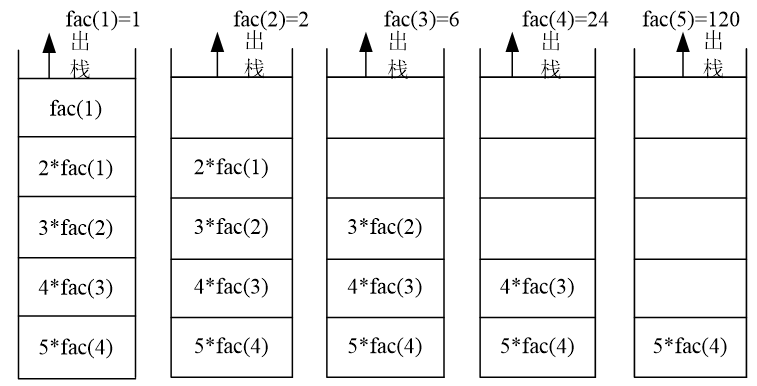 fac(1)=1
出栈
fac(1)
2*fac(1)
3*fac(2)
4*fac(3)
5*fac(4)
fac(2)=2
出栈
2*fac(1)
3*fac(2)
4*fac(3)
5*fac(4)
fac(3)=6
出栈
3*fac(2)
4*fac(3)
5*fac(4)
fac(4)=24
出栈
4*fac(3)
5*fac(4)
fac(5)=120
出栈
5*fac(4)